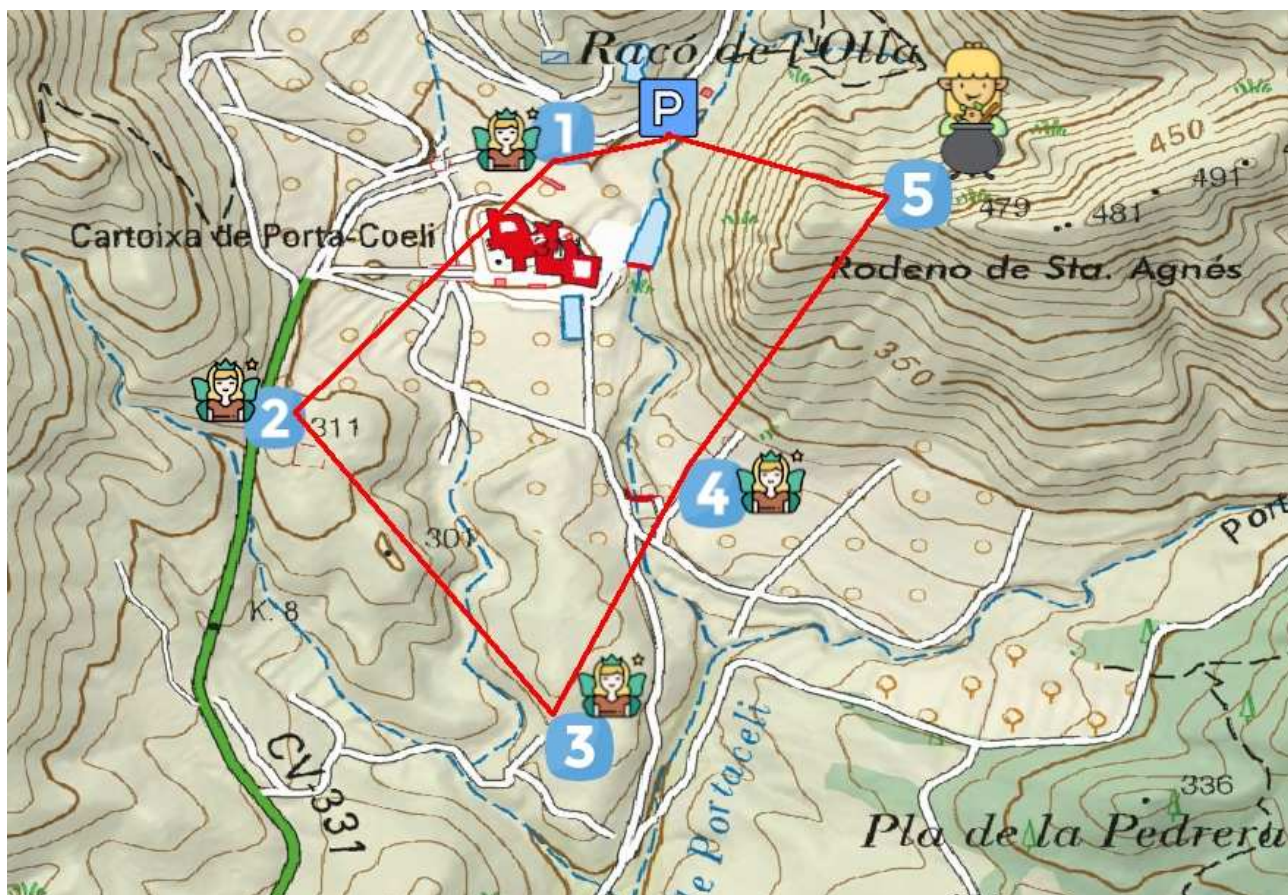 Racó de l'Olla
P
1
450
491
5
479
481
Cartoixa de Porta-Coeli
Rodeno de Sta. Agnés
350
2
311
4
301
K. 8
3
CV-331
de Portaceli
336
Pla de la Pedrera